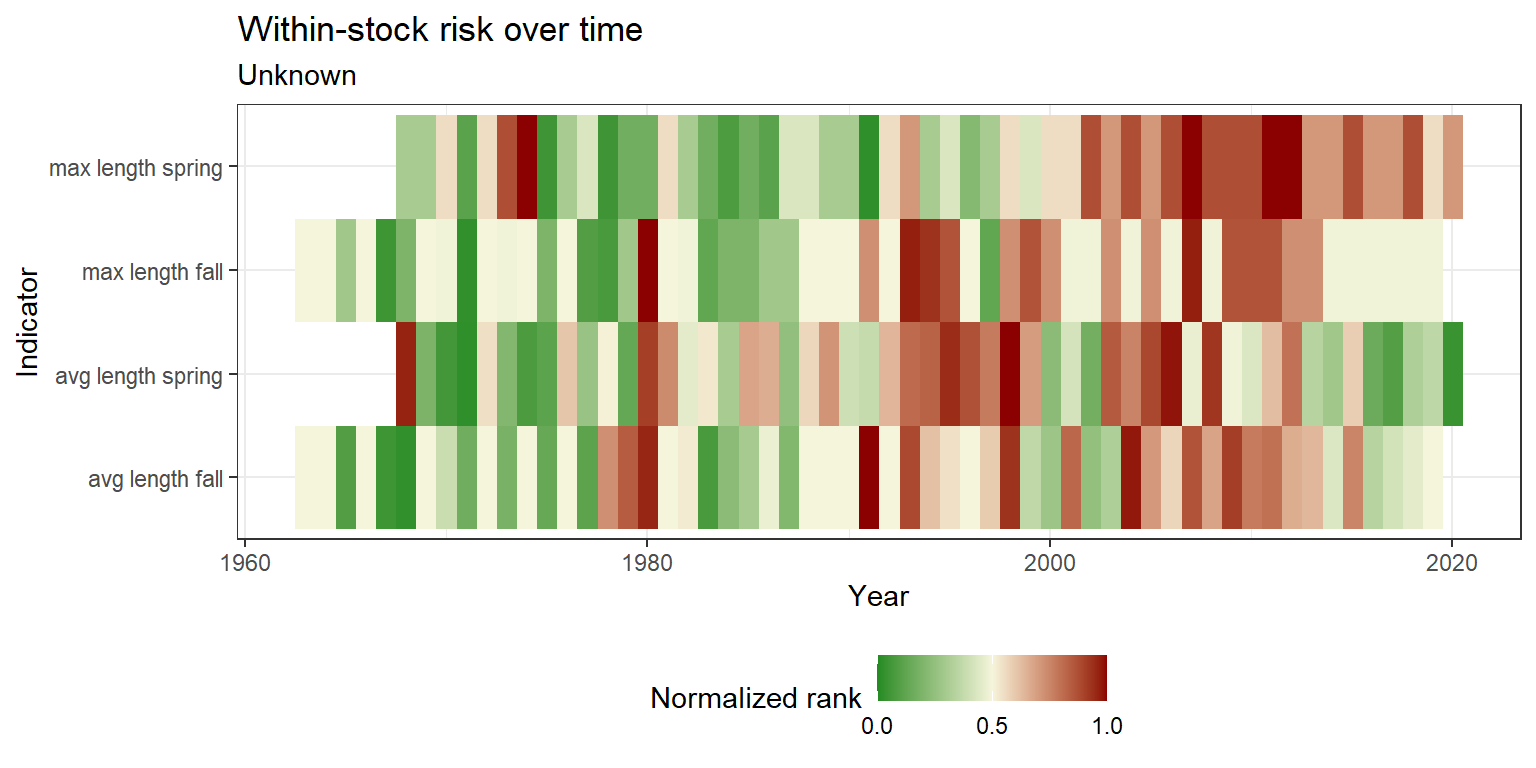 Within-stock risk over time
Unknown
max length spring
max length fall
avg length spring
avg length fall
Indicator
1960
1980
2000
2020
Year
Normalized rank
0.0
0.5
1.0